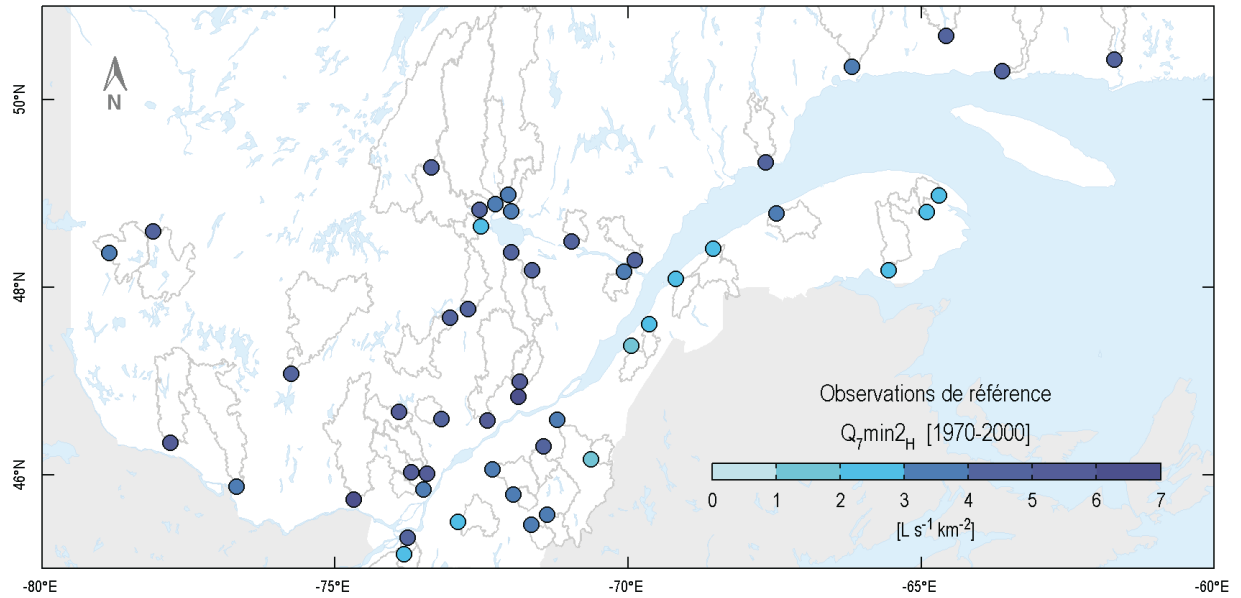 50°N
48°N
46°N
N
Observations de référence
Q7min2H [1970-2000]
0 1 2 3 4 5 6 7
[L s-1 km-2]
-80°E -75°E -70°E -65°E -60°E